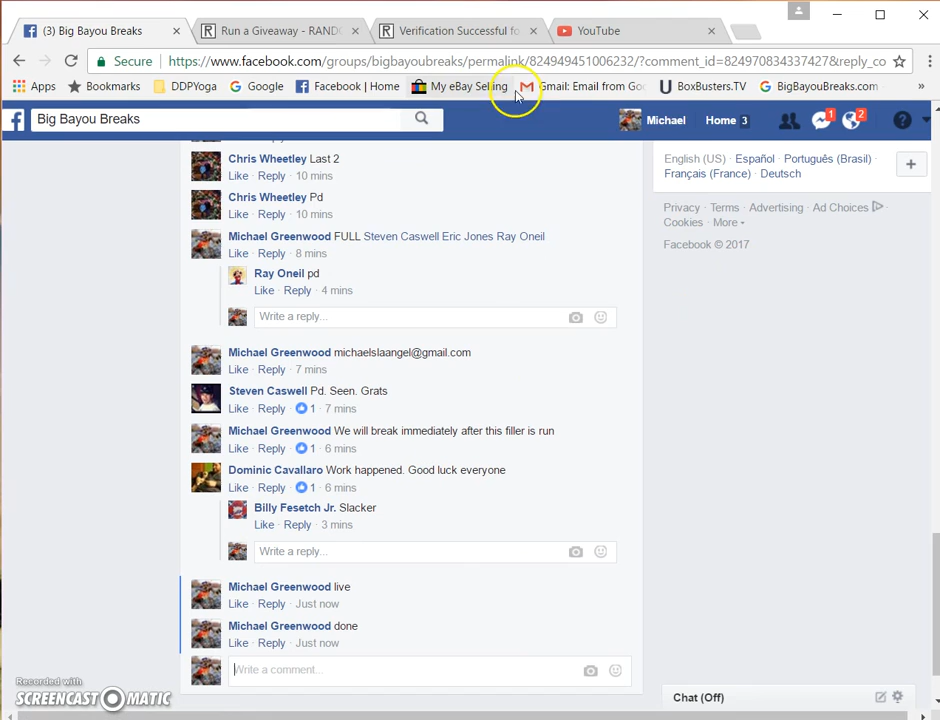 (3) Big Bayou Breaks
Run a Giveaway - RANDO
Verification Successful fo
YouTube
Secure
https://www.facebook.com/groups/bigbayoubreaks/permalink/824949451006232/?comment_id=824970834337427&reply_co
Apps
Bookmarks
DDPYoga
Google
Facebook | Home
My eBay Selling
Gmail: Email from Goo
BoxBusters.TV
BigBayouBreaks.com
»
Big Bayou Breaks
Michael
Home 3
1
2
Chris Wheetley Last 2
Like · Reply · 10 mins
Chris Wheetley Pd
Like · Reply · 10 mins
Michael Greenwood FULL Steven Caswell Eric Jones Ray Oneil
Like · Reply · 8 mins
Ray Oneil pd
Like · Reply · 4 mins
Write a reply...
Michael Greenwood michaelslaangel@gmail.com
Like · Reply · 7 mins
Steven Caswell Pd. Seen. Grats
Like · Reply · 1 · 7 mins
Michael Greenwood We will break immediately after this filler is run
Like · Reply · 1 · 6 mins
Dominic Cavallaro Work happened. Good luck everyone
Like · Reply · 1 · 6 mins
Billy Fesetch Jr. Slacker
Like · Reply · 3 mins
Write a reply...
Michael Greenwood live
Like · Reply · Just now
Michael Greenwood done
Like · Reply · Just now
Write a comment...
English (US) · Español · Português (Brasil) ·
Français (France) · Deutsch
Privacy · Terms · Advertising · Ad Choices ·
Cookies · More
Facebook © 2017
Chat (Off)
Recorded with
SCREENCAST-O-MATIC